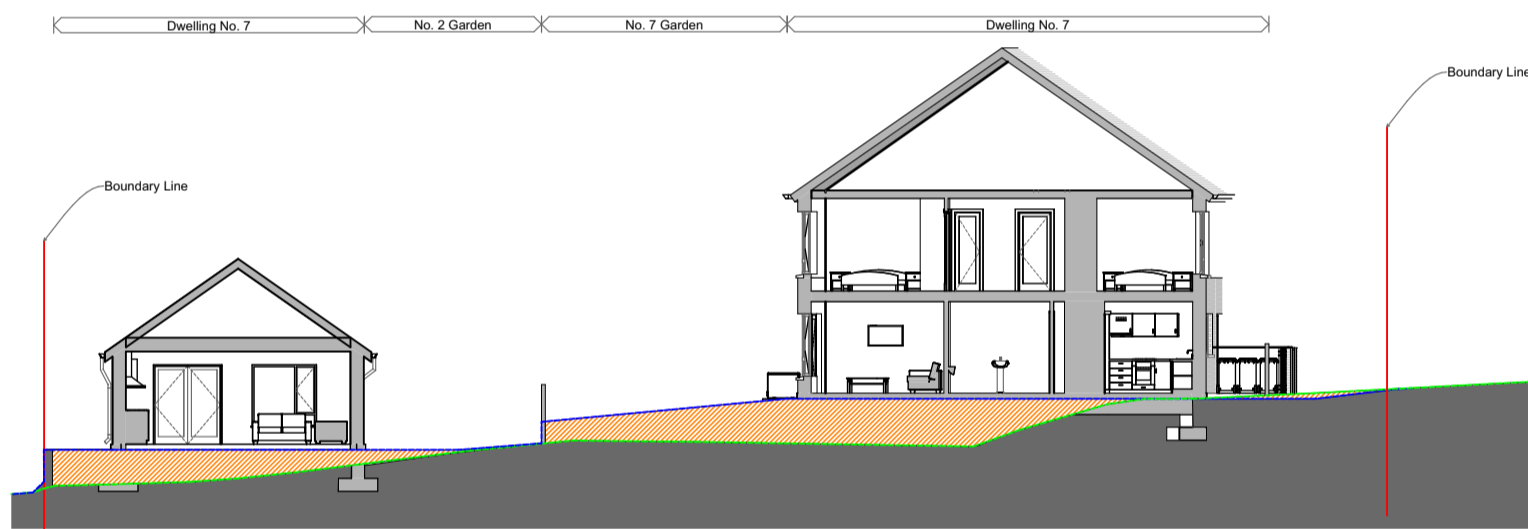 Dwelling No. 7
No. 2 Garden
No. 7 Garden
Dwelling No. 7
Boundary Line
Boundary Line